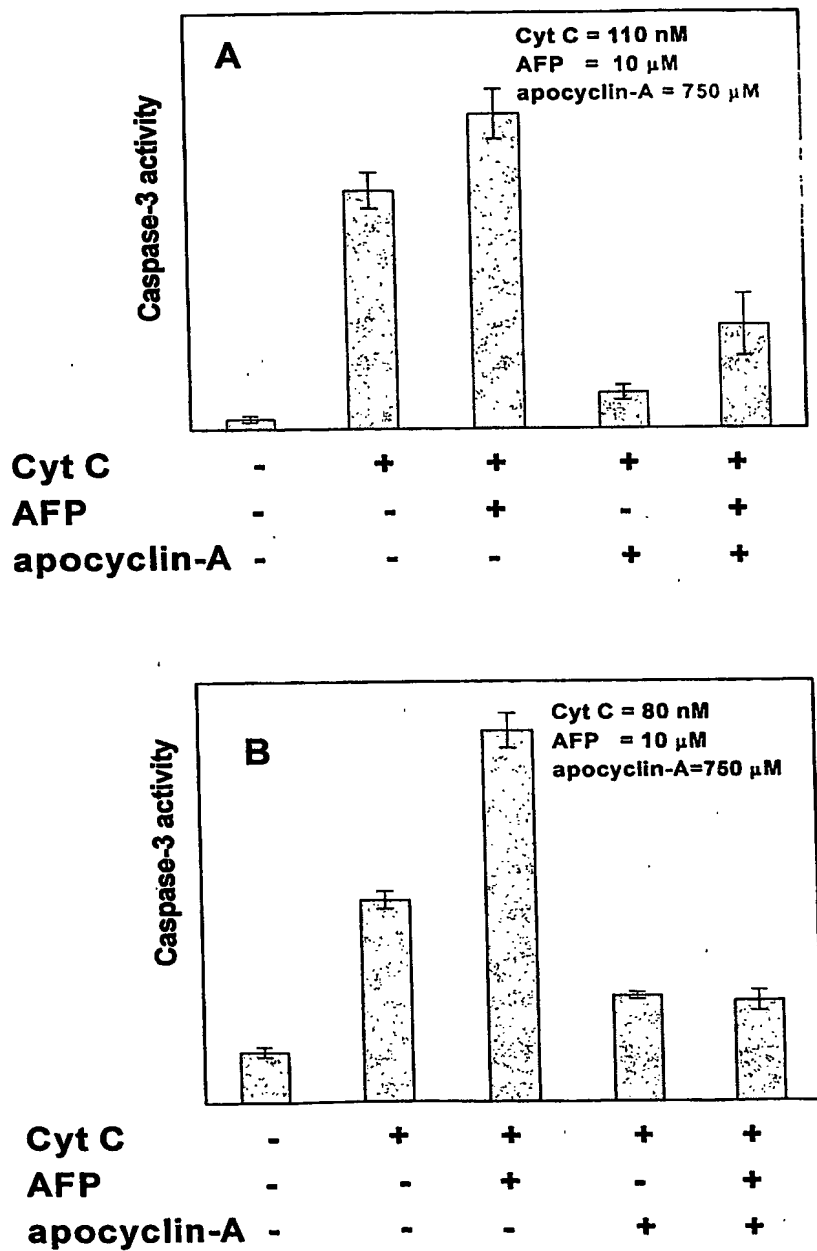 A
Cyt C = 110 nM
AFP = 10 μM
apocyclin-A = 750 μM
Caspase-3 activity
Cyt C - + + + +
AFP - - + - +
apocyclin-A - - - + +
B
Cyt C = 80 nM
AFP = 10 μM
apocyclin-A=750 μM
Caspase-3 activity
Cyt C - + + + +
AFP - - + - +
apocyclin-A - - - + +